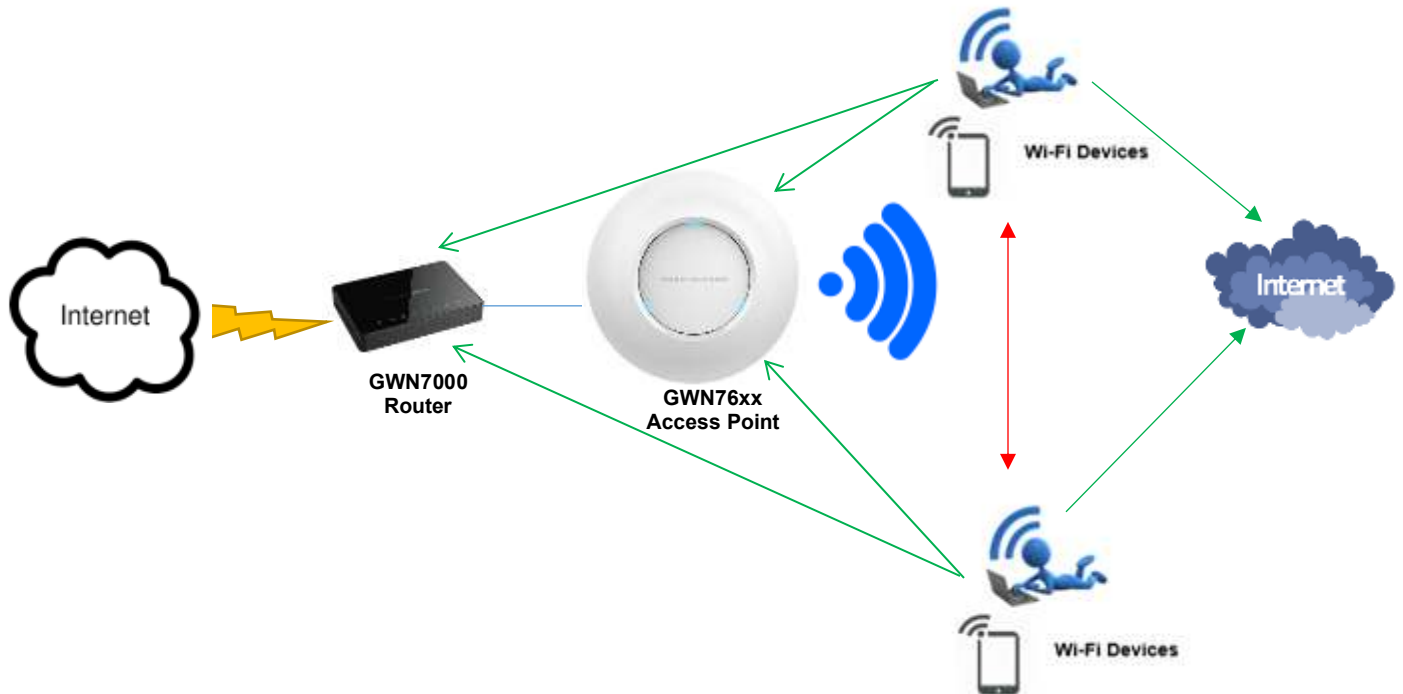 Wi-Fi Devices
Internet
Internet
GWN7000
Router
GWN76xx
Access Point
Wi-Fi Devices